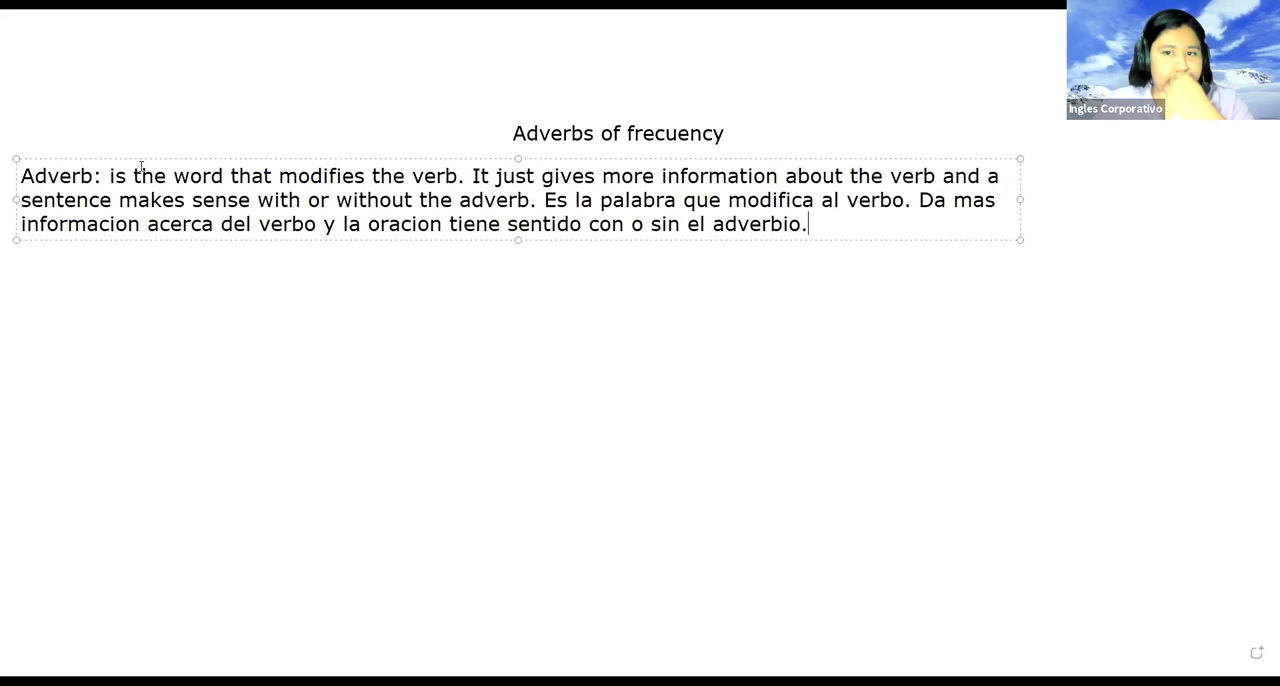 Ingles Corporativo
Adverbs of frecuency
Adverb: is the word that modifies the verb. It just gives more information about the verb and a
sentence makes sense with or without the adverb. Es la palabra que modifica al verbo. Da mas
informacion acerca del verbo y la oracion tiene sentido con o sin el adverbio.